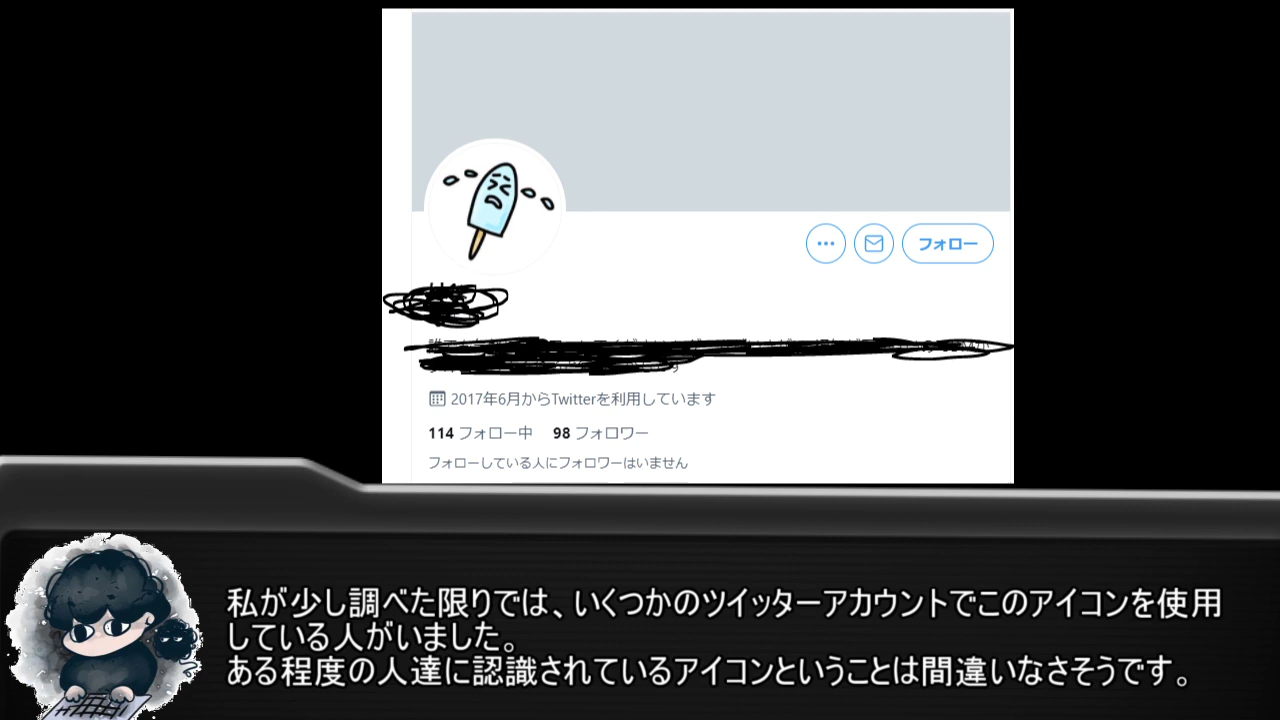 フォロー
2017年6月からTwitterを利用しています
114 フォロー中 98 フォロワー
フォローしている人にフォロワーはいません
私が少し調べた限りでは、いくつかのツイッターアカウントでこのアイコンを使用
している人がいました。
ある程度の人達に認識されているアイコンということは間違いなさそうです。